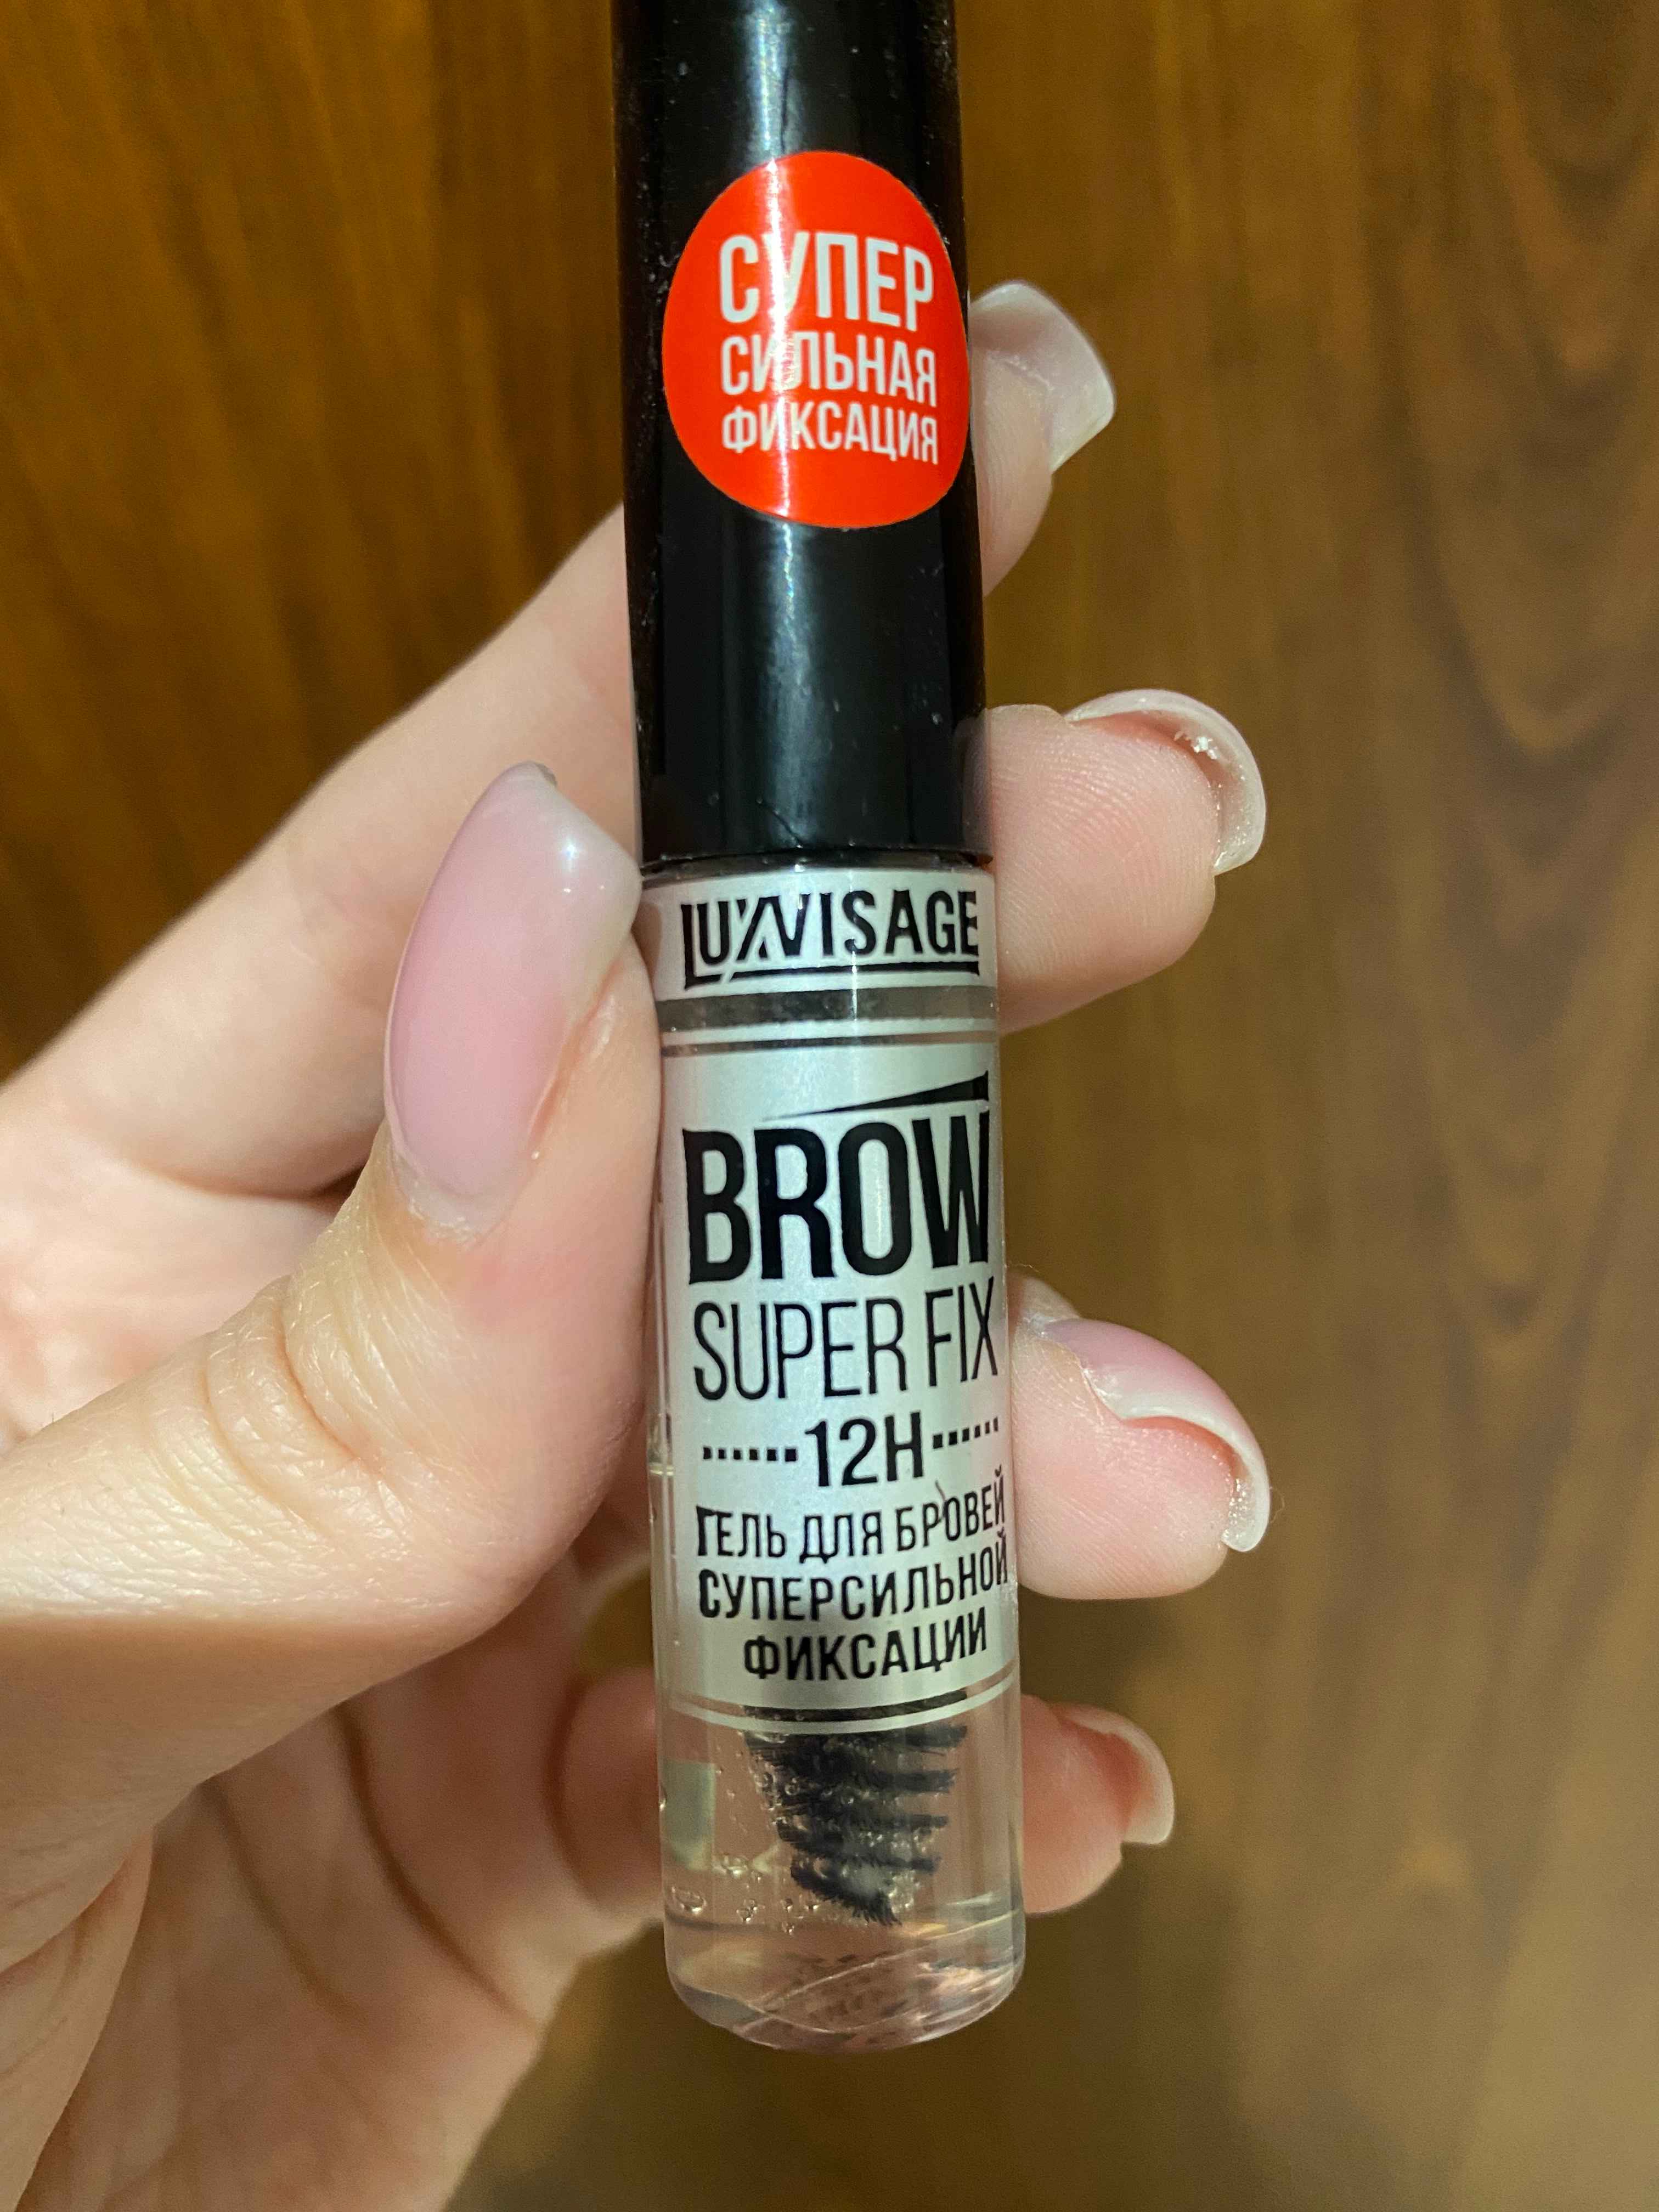 СУПЕР
СИЛЬНАЯ
ФИКСАЦИЯ
LUXVISAGE
BROW
SUPER FIX
12H
ГЕЛЬ ДЛЯ БРОВЕЙ
СУПЕРСИЛЬНОЙ
ФИКСАЦИИ